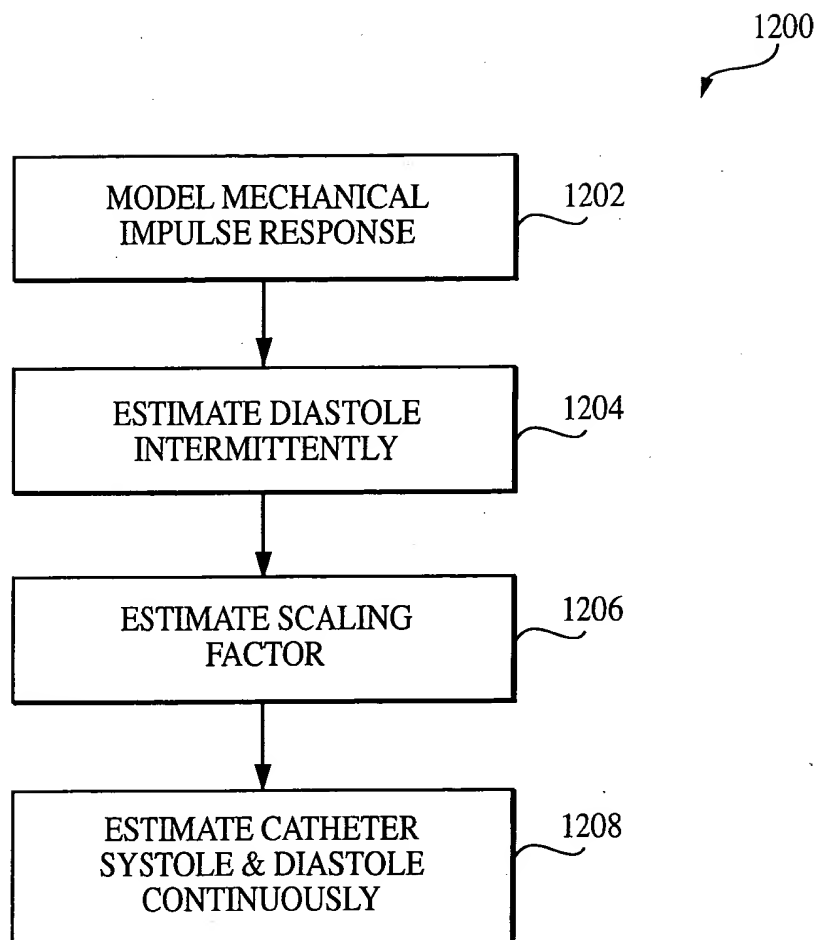 1200
MODEL MECHANICAL
IMPULSE RESPONSE
1202
ESTIMATE DIASTOLE
INTERMITTENTLY
1204
ESTIMATE SCALING
FACTOR
1206
ESTIMATE CATHETER
SYSTOLE & DIASTOLE
CONTINUOUSLY
1208